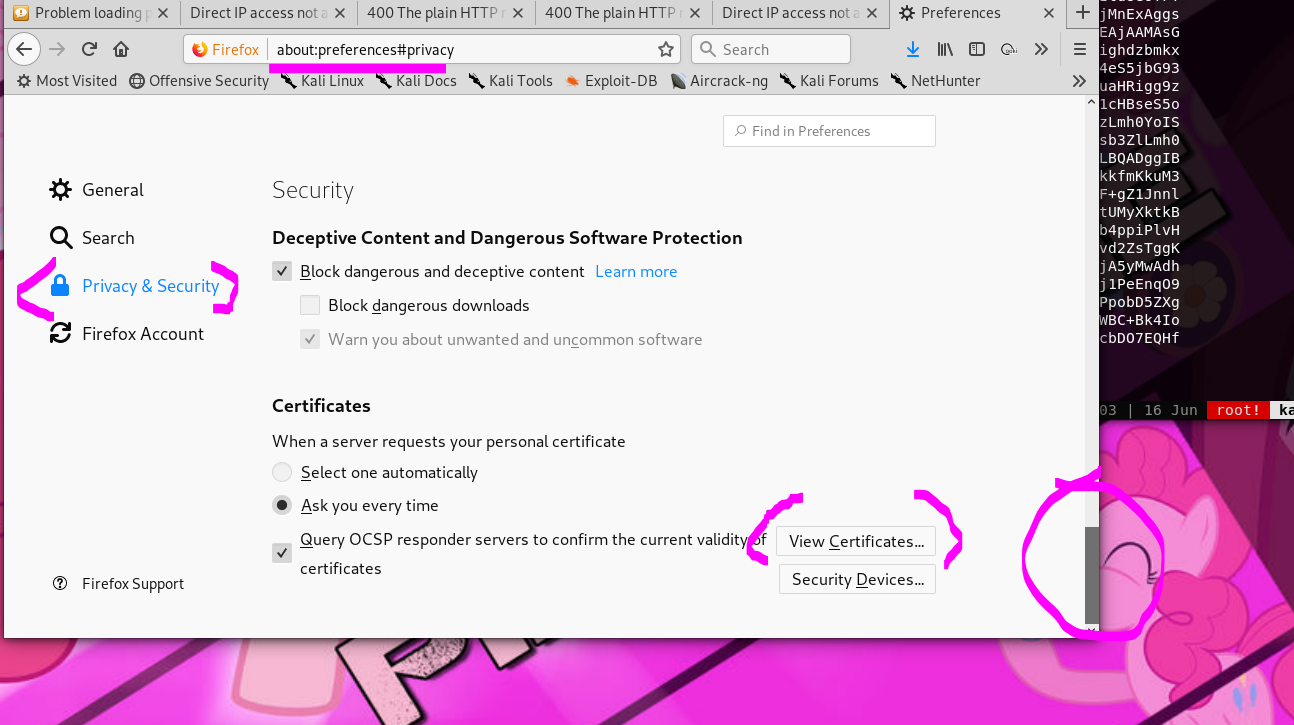 Problem loading p
Direct IP access not a
400 The plain HTTP r
400 The plain HTTP r
Direct IP access not a
Preferences
Firefox
about:preferences#privacy
Search
Most Visited
Offensive Security
Kali Linux
Kali Docs
Kali Tools
Exploit-DB
Aircrack-ng
Kali Forums
NetHunter
Find in Preferences
General
Search
Privacy & Security
Firefox Account
Firefox Support
Security
Deceptive Content and Dangerous Software Protection
Block dangerous and deceptive content Learn more
Block dangerous downloads
Warn you about unwanted and uncommon software
Certificates
When a server requests your personal certificate
Select one automatically
Ask you every time
Query OCSP responder servers to confirm the current validity of
certificates
View Certificates...
Security Devices...
jMnExAggs
EAjAAMAsG
ighdzbmkx
4eS5jbG93
uaHRigg9z
1cHBseS5o
zLmh0YoIS
sb3ZlLmh0
LBQADggIB
kkfmKkuM3
F+gZ1Jnnl
tUMyXktkB
b4ppiPlvH
vd2ZsTggK
jA5yMwAdh
j1PeEnqO9
PpobD5ZXg
WBC+Bk4Io
cbDO7EQHf
03 | 16 Jun root! ka